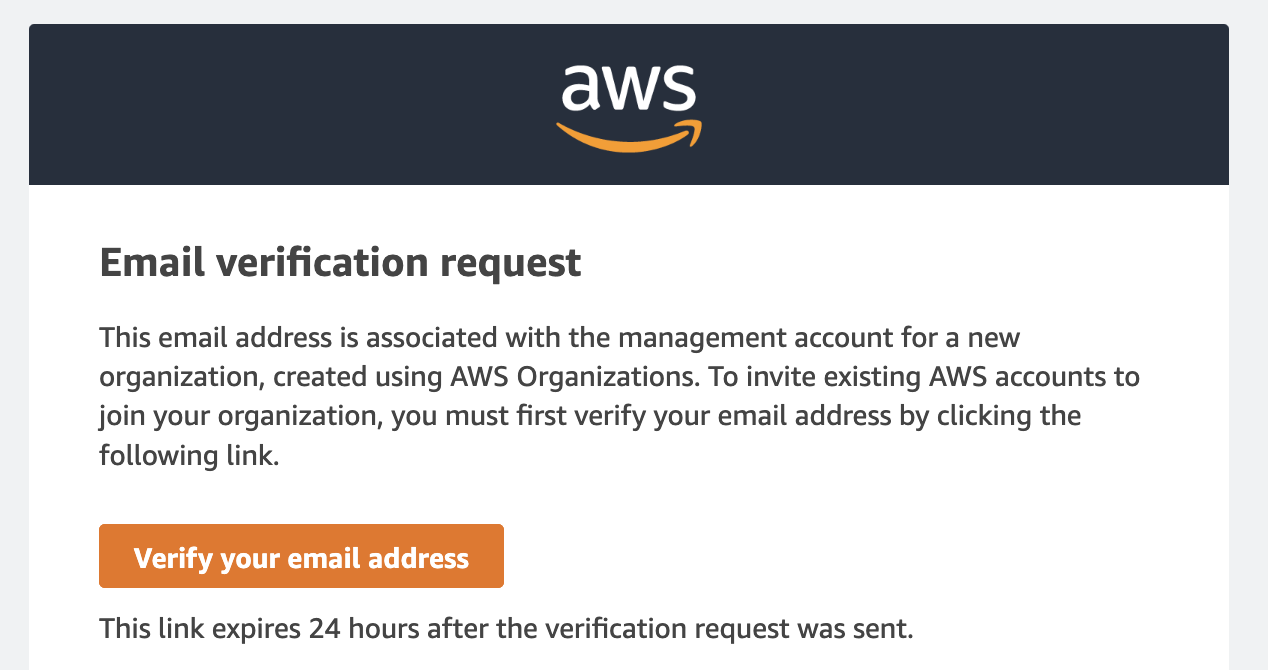 aws
Email verification request
This email address is associated with the management account for a new
organization, created using AWS Organizations. To invite existing AWS accounts to
join your organization, you must first verify your email address by clicking the
following link.
Verify your email address
This link expires 24 hours after the verification request was sent.